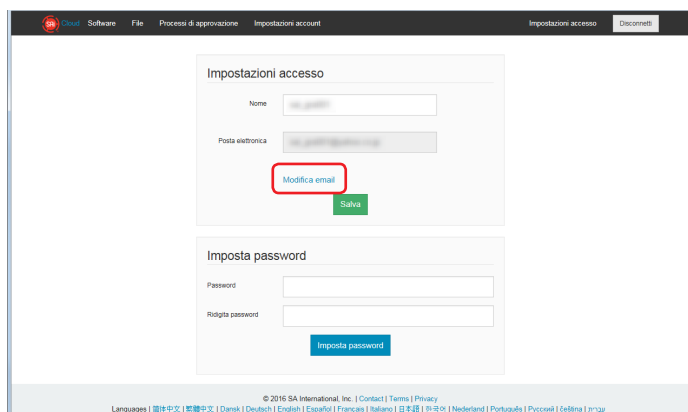 SAi Cloud Software File Processi di approvazione Impostazioni account Impostazioni accesso Disconnetti
Impostazioni accesso
Nome
Posta elettronica
Modifica email
Salva
Imposta password
Password
Ridigita password
Imposta password
© 2016 SA International, Inc. | Contact | Terms | Privacy
Languages | 简体中文 | 繁體中文 | Dansk | Deutsch | English | Español | Français | Italiano | 日本語 | 한국어 | Nederland | Português | Русский | čeština | עברית